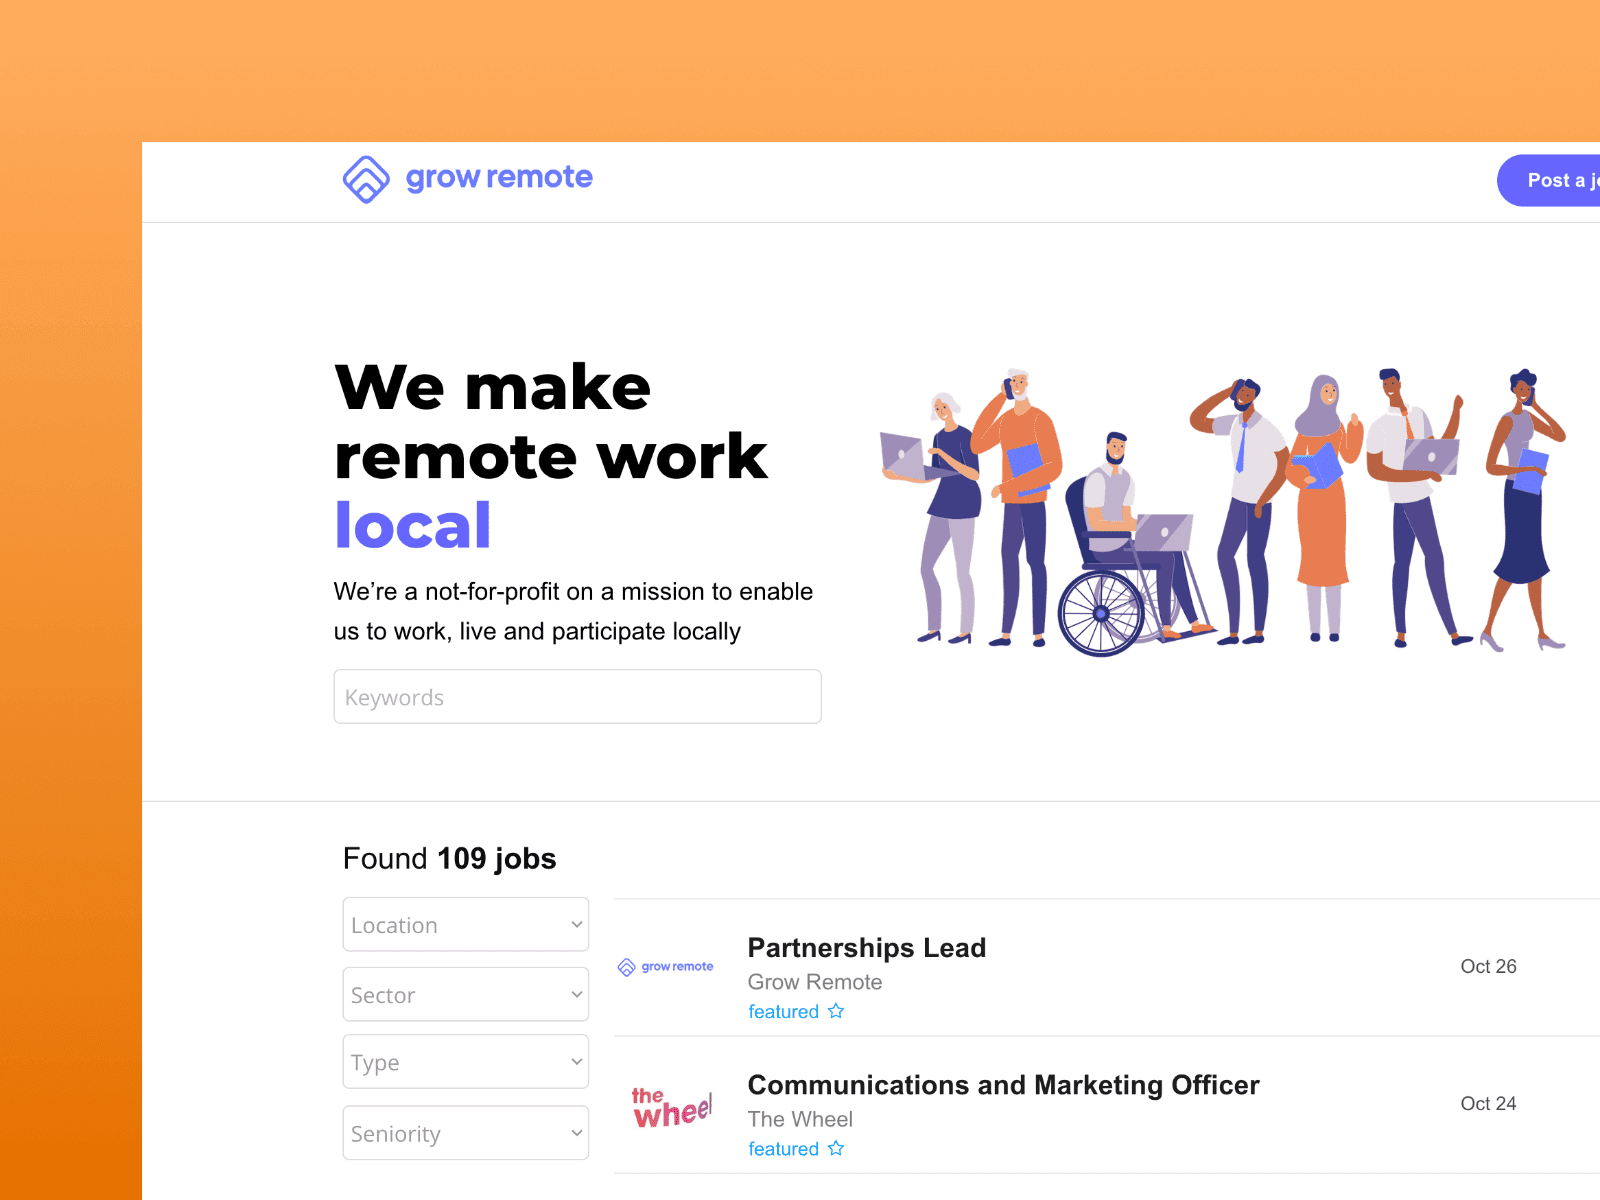 grow remote
Post a
We make
remote work
local
We’re a not-for-profit on a mission to enable
us to work, live and participate locally
Keywords
Found 109 jobs
Location
Sector
Type
Seniority
grow remote
Partnerships Lead
Grow Remote
featured
Oct 26
the
wheel
Communications and Marketing Officer
The Wheel
featured
Oct 24